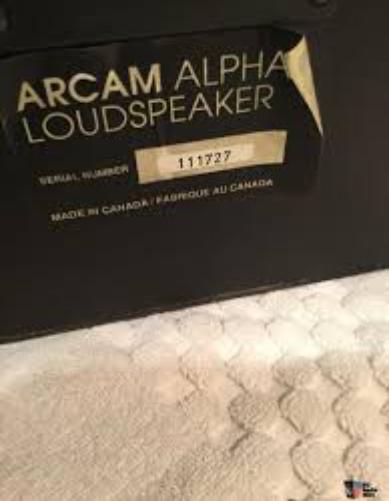 ARCAM ALPHA
LOUDSPEAKER
SERIAL NUMBER 111727
MADE IN CANADA / FABRIQUE AU CANADA